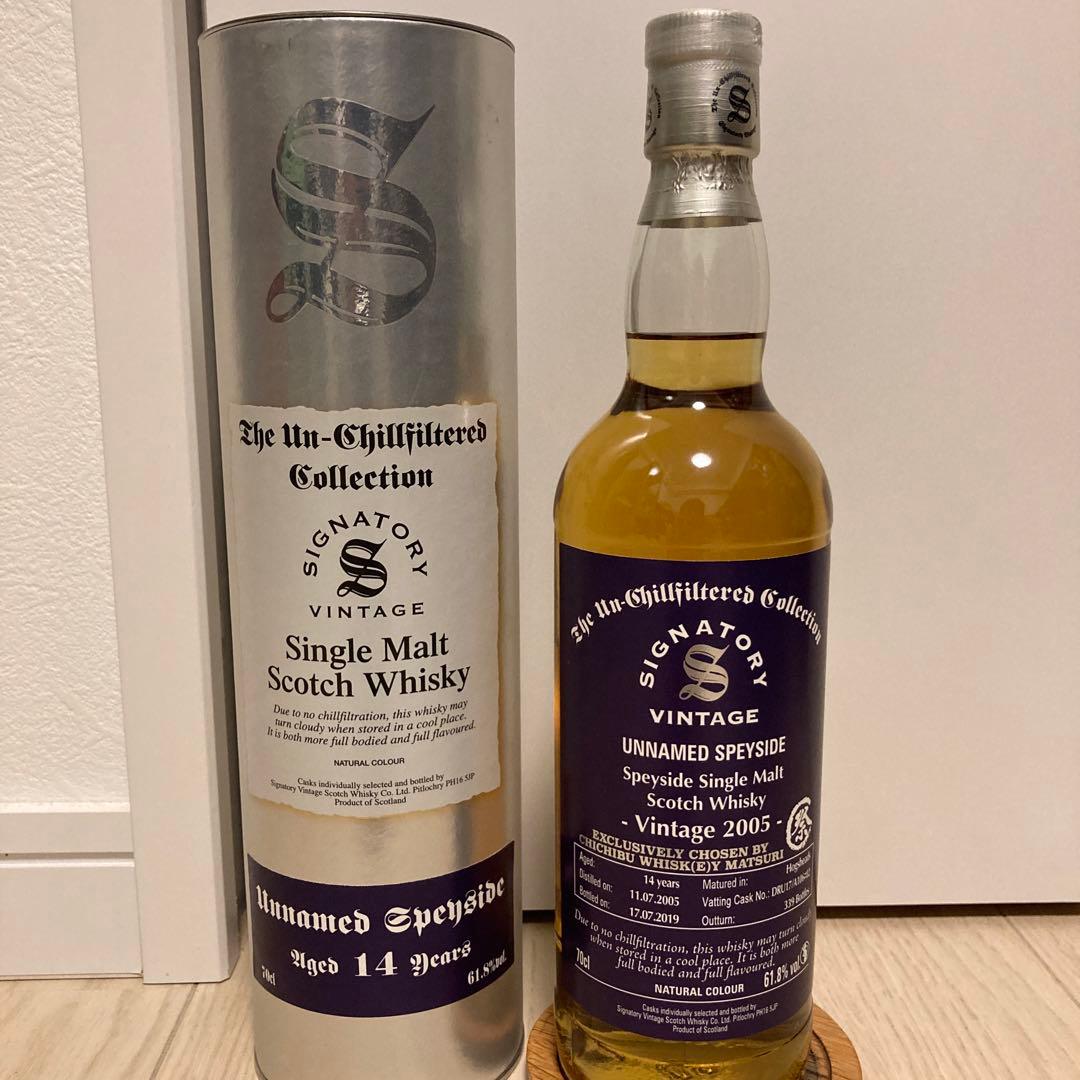 The Un-Chillfiltered
Collection
SIGNATORY
S
VINTAGE
Single Malt
Scotch Whisky
Due to no chillfiltration, this whisky may
turn cloudy when stored in a cool place.
It is both more full bodied and full flavoured.
NATURAL COLOUR
Casks individually selected and bottled by
Signatory Vintage Scotch Whisky Co. Ltd. Pitlochry PH16 5JP
Product of Scotland
Unnamed Speyside
Aged 14 Years
70cl
61.8%vol.
The Un-Chillfiltered Collection
SIGNATORY
S
VINTAGE
UNNAMED SPEYSIDE
Speyside Single Malt
Scotch Whisky
- Vintage 2005 -
EXCLUSIVELY CHOSEN BY
CHICHIBU WHISK(E)Y MATSURI
Aged: 14 years
Distilled on: 11.07.2005
Bottled on: 17.07.2019
Matured in: Hogsheads
Vatting Cask No.:
Outturn: 339 Bottles
Due to no chillfiltration, this whisky may turn cloudy
when stored in a cool place. It is both more
full bodied and full flavoured.
70cl
61.8% vol
NATURAL COLOUR
Casks individually selected and bottled by
Signatory Vintage Scotch Whisky Co. Ltd. Pitlochry PH16 5JP
Product of Scotland